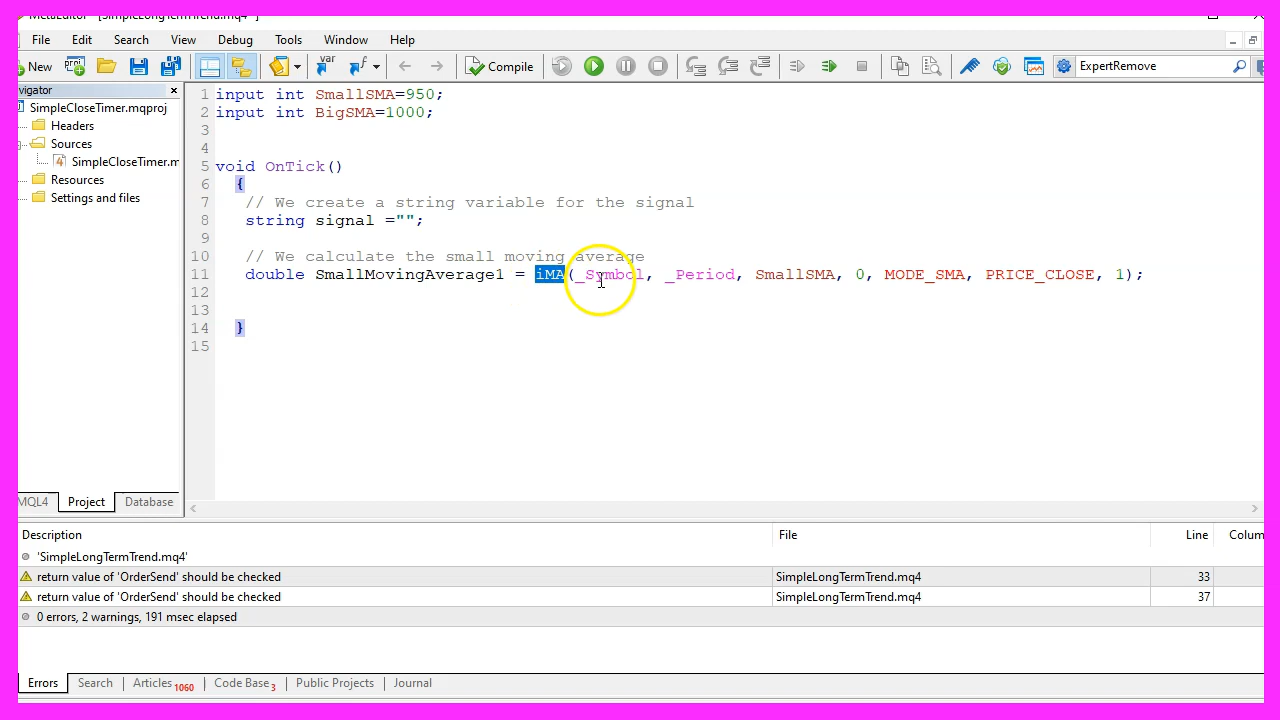 MetaEditor - [SimpleLongTermTrend.mq4 *]
File Edit Search View Debug Tools Window Help
New Compile ExpertRemove
avigator
SimpleCloseTimer.mqproj
Headers
Sources
SimpleCloseTimer.m
Resources
Settings and files
MQL4 Project Database
1 input int SmallSMA=950;
2 input int BigSMA=1000;
3
4
5 void OnTick()
6 {
7 // We create a string variable for the signal
8 string signal ="";
9
10 // We calculate the small moving average
11 double SmallMovingAverage1 = iMA(_Symbol, _Period, SmallSMA, 0, MODE_SMA, PRICE_CLOSE, 1);
12
13
14 }
15
Description File Line Colum
'SimpleLongTermTrend.mq4'
return value of 'OrderSend' should be checked SimpleLongTermTrend.mq4 33
return value of 'OrderSend' should be checked SimpleLongTermTrend.mq4 37
0 errors, 2 warnings, 191 msec elapsed
Errors Search Articles 1060 Code Base 3 Public Projects Journal